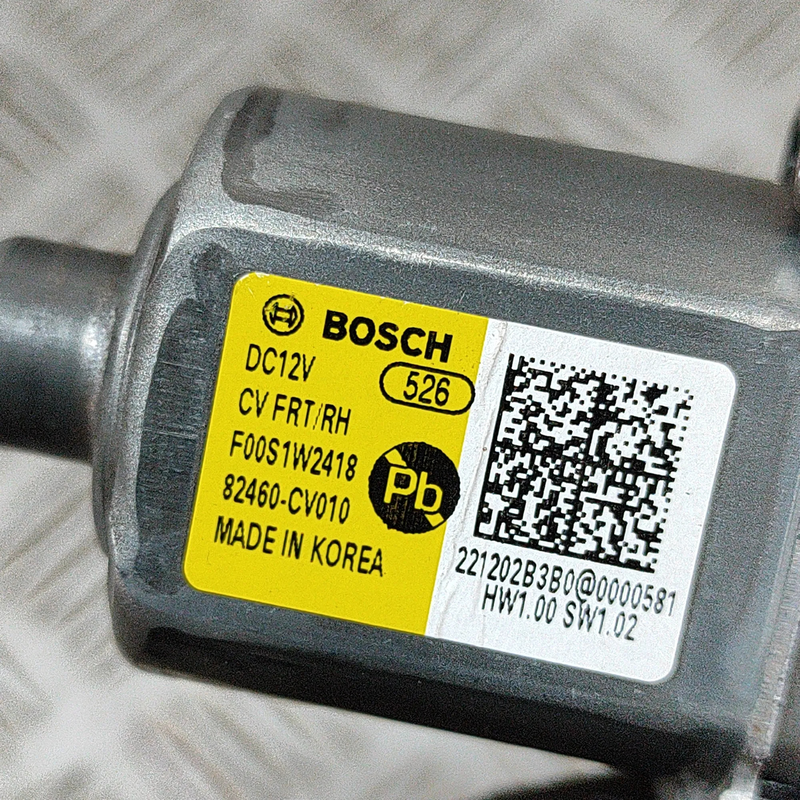 BOSCH
DC12V
526
CV FRT/RH
F00S1W2418
82460-CV010
Pb
MADE IN KOREA
221202B3B0@0000581
HW1.00 SW1.02